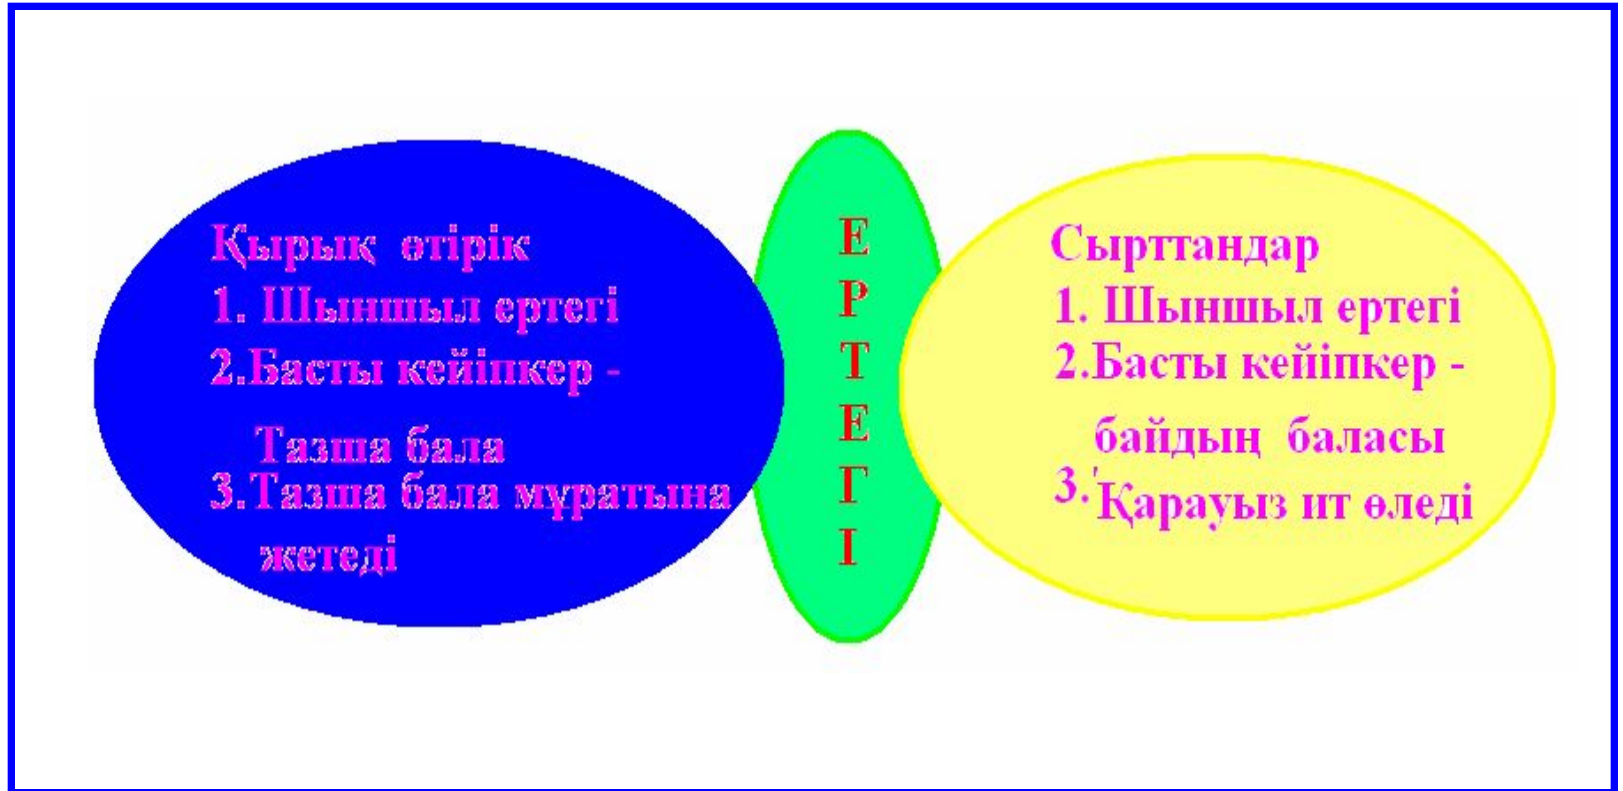 Қырық өтірік
1. Шыншыл ертегі
2.Басты кейіпкер -
Тазша бала
3.Тазша бала мұратына
жетеді
Е
Р
Т
Е
Г
І
Сырттандар
1. Шыншыл ертегі
2.Басты кейіпкер -
байдың баласы
3. Қарауыз ит өледі